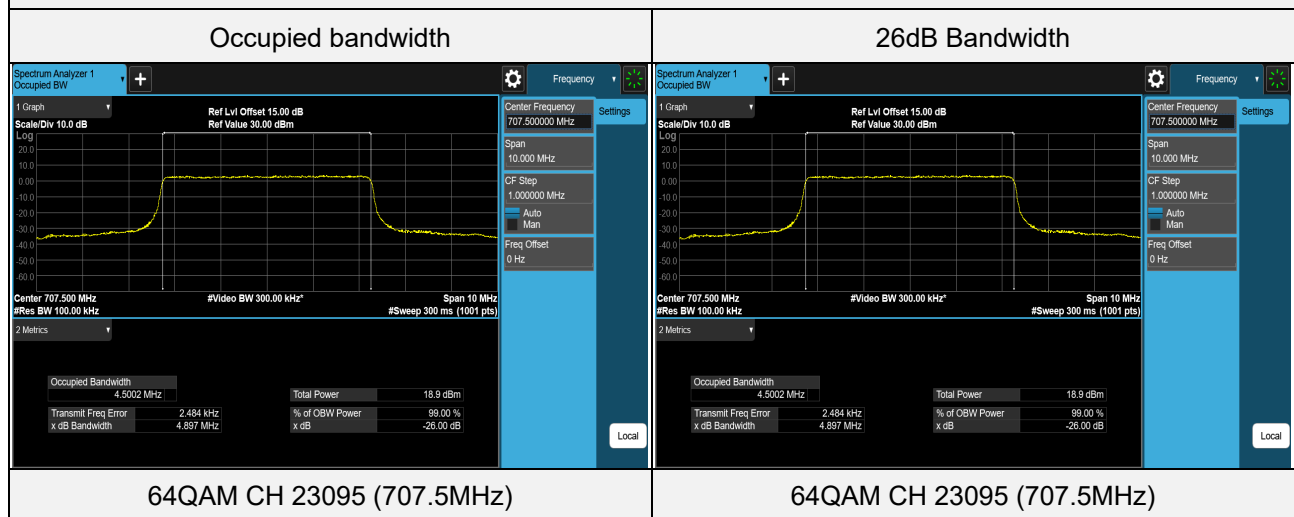 Occupied bandwidth
26dB Bandwidth
Spectrum Analyzer 1
Occupied BW
+
Frequency
1 Graph
Scale/Div 10.0 dB
Ref Lvl Offset 15.00 dB
Ref Value 30.00 dBm
Log
20.0
10.0
0.00
-10.0
-20.0
-30.0
-40.0
-50.0
-60.0
Center 707.500 MHz
#Video BW 300.00 kHz*
Span 10 MHz
#Res BW 100.00 kHz
#Sweep 300 ms (1001 pts)
2 Metrics
Occupied Bandwidth
4.5002 MHz
Total Power 18.9 dBm
Transmit Freq Error 2.484 kHz
% of OBW Power 99.00 %
x dB Bandwidth 4.897 MHz
x dB -26.00 dB
Center Frequency
707.500000 MHz
Settings
Span
10.000 MHz
CF Step
1.000000 MHz
Auto
Man
Freq Offset
0 Hz
Local
Spectrum Analyzer 1
Occupied BW
+
Frequency
1 Graph
Scale/Div 10.0 dB
Ref Lvl Offset 15.00 dB
Ref Value 30.00 dBm
Log
20.0
10.0
0.00
-10.0
-20.0
-30.0
-40.0
-50.0
-60.0
Center 707.500 MHz
#Video BW 300.00 kHz*
Span 10 MHz
#Res BW 100.00 kHz
#Sweep 300 ms (1001 pts)
2 Metrics
Occupied Bandwidth
4.5002 MHz
Total Power 18.9 dBm
Transmit Freq Error 2.484 kHz
% of OBW Power 99.00 %
x dB Bandwidth 4.897 MHz
x dB -26.00 dB
Center Frequency
707.500000 MHz
Settings
Span
10.000 MHz
CF Step
1.000000 MHz
Auto
Man
Freq Offset
0 Hz
Local
64QAM CH 23095 (707.5MHz)
64QAM CH 23095 (707.5MHz)